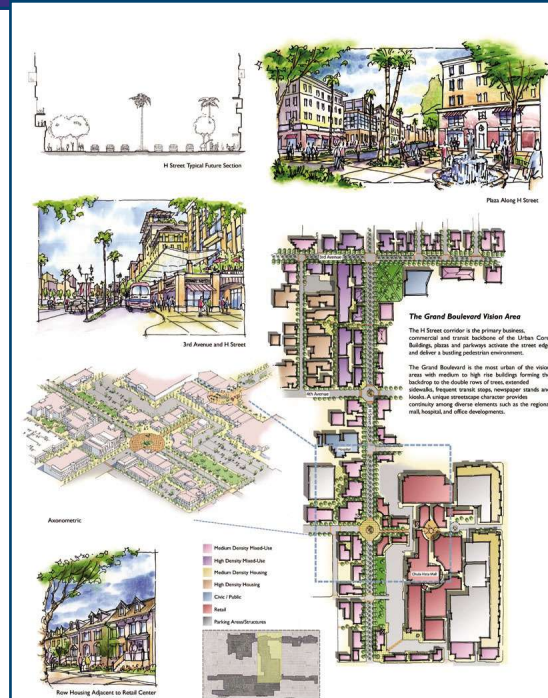 H Street Typical Future Section
Plaza Along H Street
3rd Avenue and H Street
3rd Avenue
The Grand Boulevard Vision Area
The H Street corridor is the primary business,
commercial and transit backbone of the Urban Core
Buildings, plazas and parkways activate the street edge
and deliver a bustling pedestrian environment.
The Grand Boulevard is the most urban of the vision
areas with medium to high rise buildings forming the
backdrop to the double rows of trees, extended
sidewalks, frequent transit stops, newspaper stands and
kiosks. A unique streetscape character provides
continuity among diverse elements such as the regional
mall, hospital, and office developments.
4th Avenue
Axonometric
Medium Density Mixed-Use
High Density Mixed-Use
Medium Density Housing
High Density Housing
Civic / Public
Retail
Parking Areas/Structures
Chula Vista Mall
Row Housing Adjacent to Retail Center